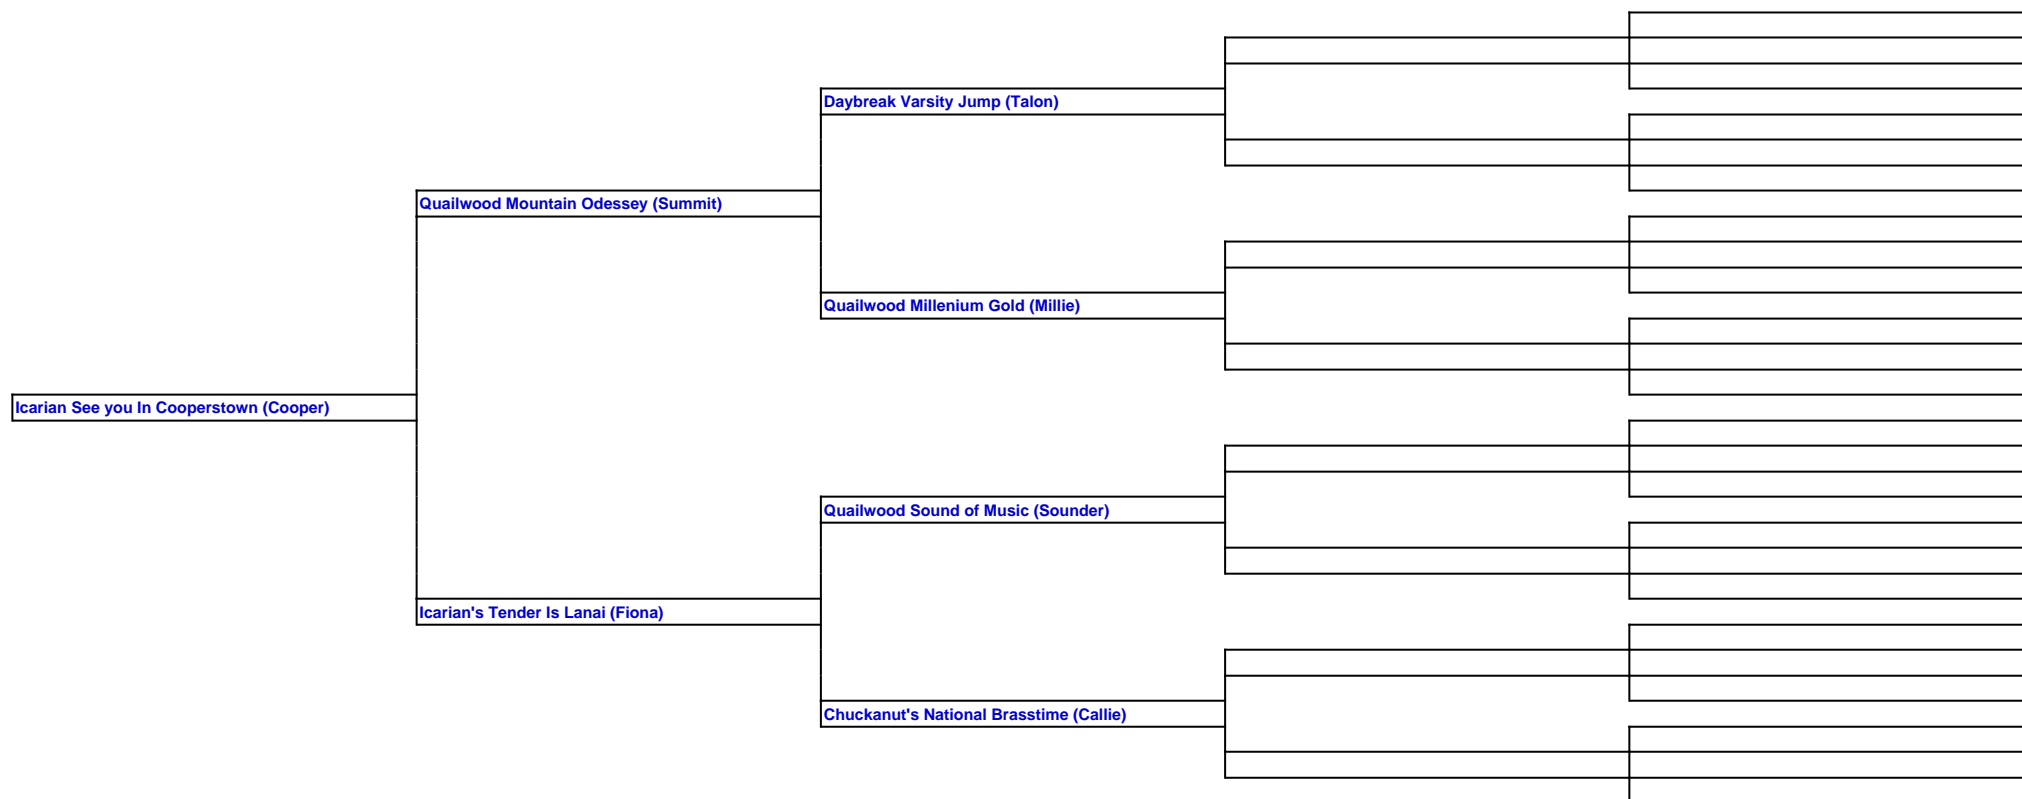 Daybreak Varsity Jump (Talon)
Quailwood Mountain Odessey (Summit)
Quailwood Millenium Gold (Millie)
Icarian See you In Cooperstown (Cooper)
Quailwood Sound of Music (Sounder)
Icarian's Tender Is Lanai (Fiona)
Chuckanut's National Brasstime (Callie)